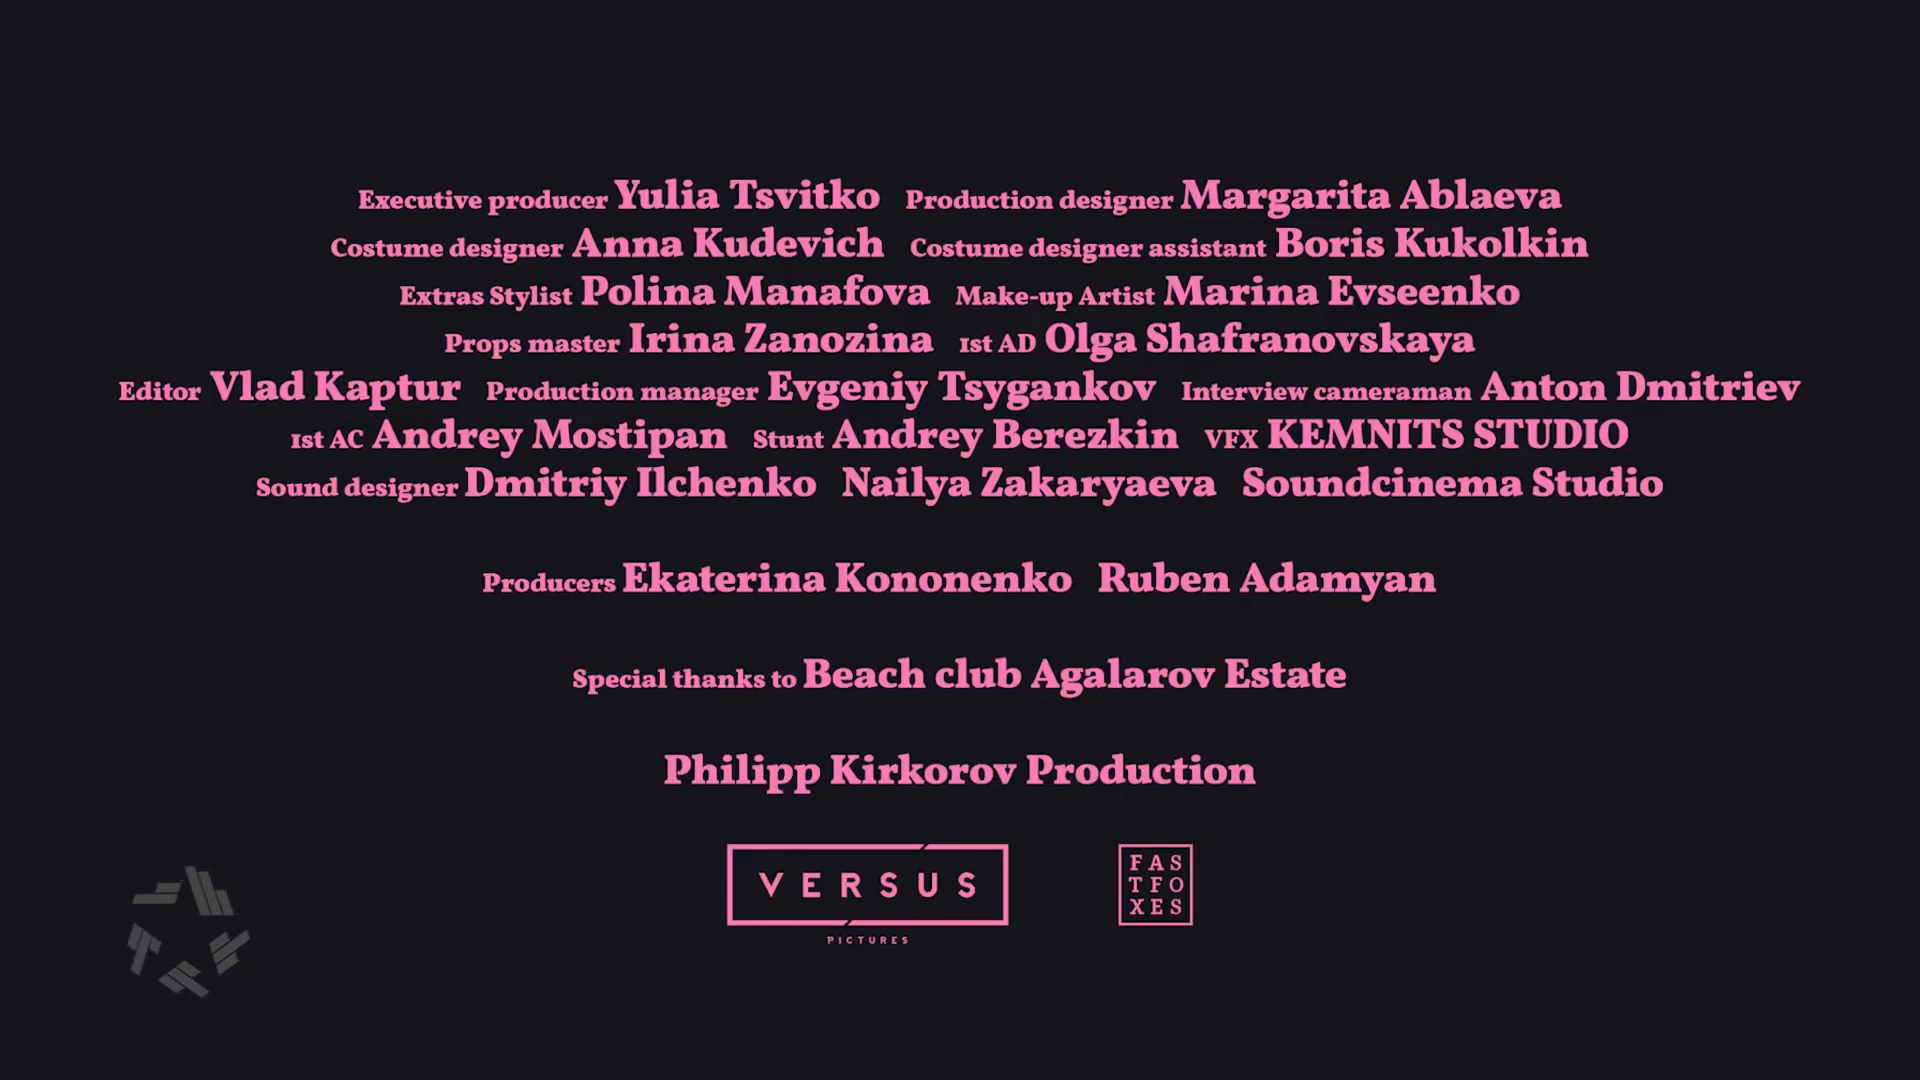 Executive producer Yulia Tsvitko Production designer Margarita Ablaeva
Costume designer Anna Kudevich Costume designer assistant Boris Kukolkin
Extras Stylist Polina Manafova Make-up Artist Marina Evseenko
Props master Irina Zanozina 1st AD Olga Shafranovskaya
Editor Vlad Kaptur Production manager Evgeniy Tsygankov Interview cameraman Anton Dmitriev
1st AC Andrey Mostipan Stunt Andrey Berezkin VFX KEMNITS STUDIO
Sound designer Dmitriy Ilchenko Nailya Zakaryaeva Soundcinema Studio
Producers Ekaterina Kononenko Ruben Adamyan
Special thanks to Beach club Agalarov Estate
Philipp Kirkorov Production
VERSUS
PICTURES
FAS
TFO
XES